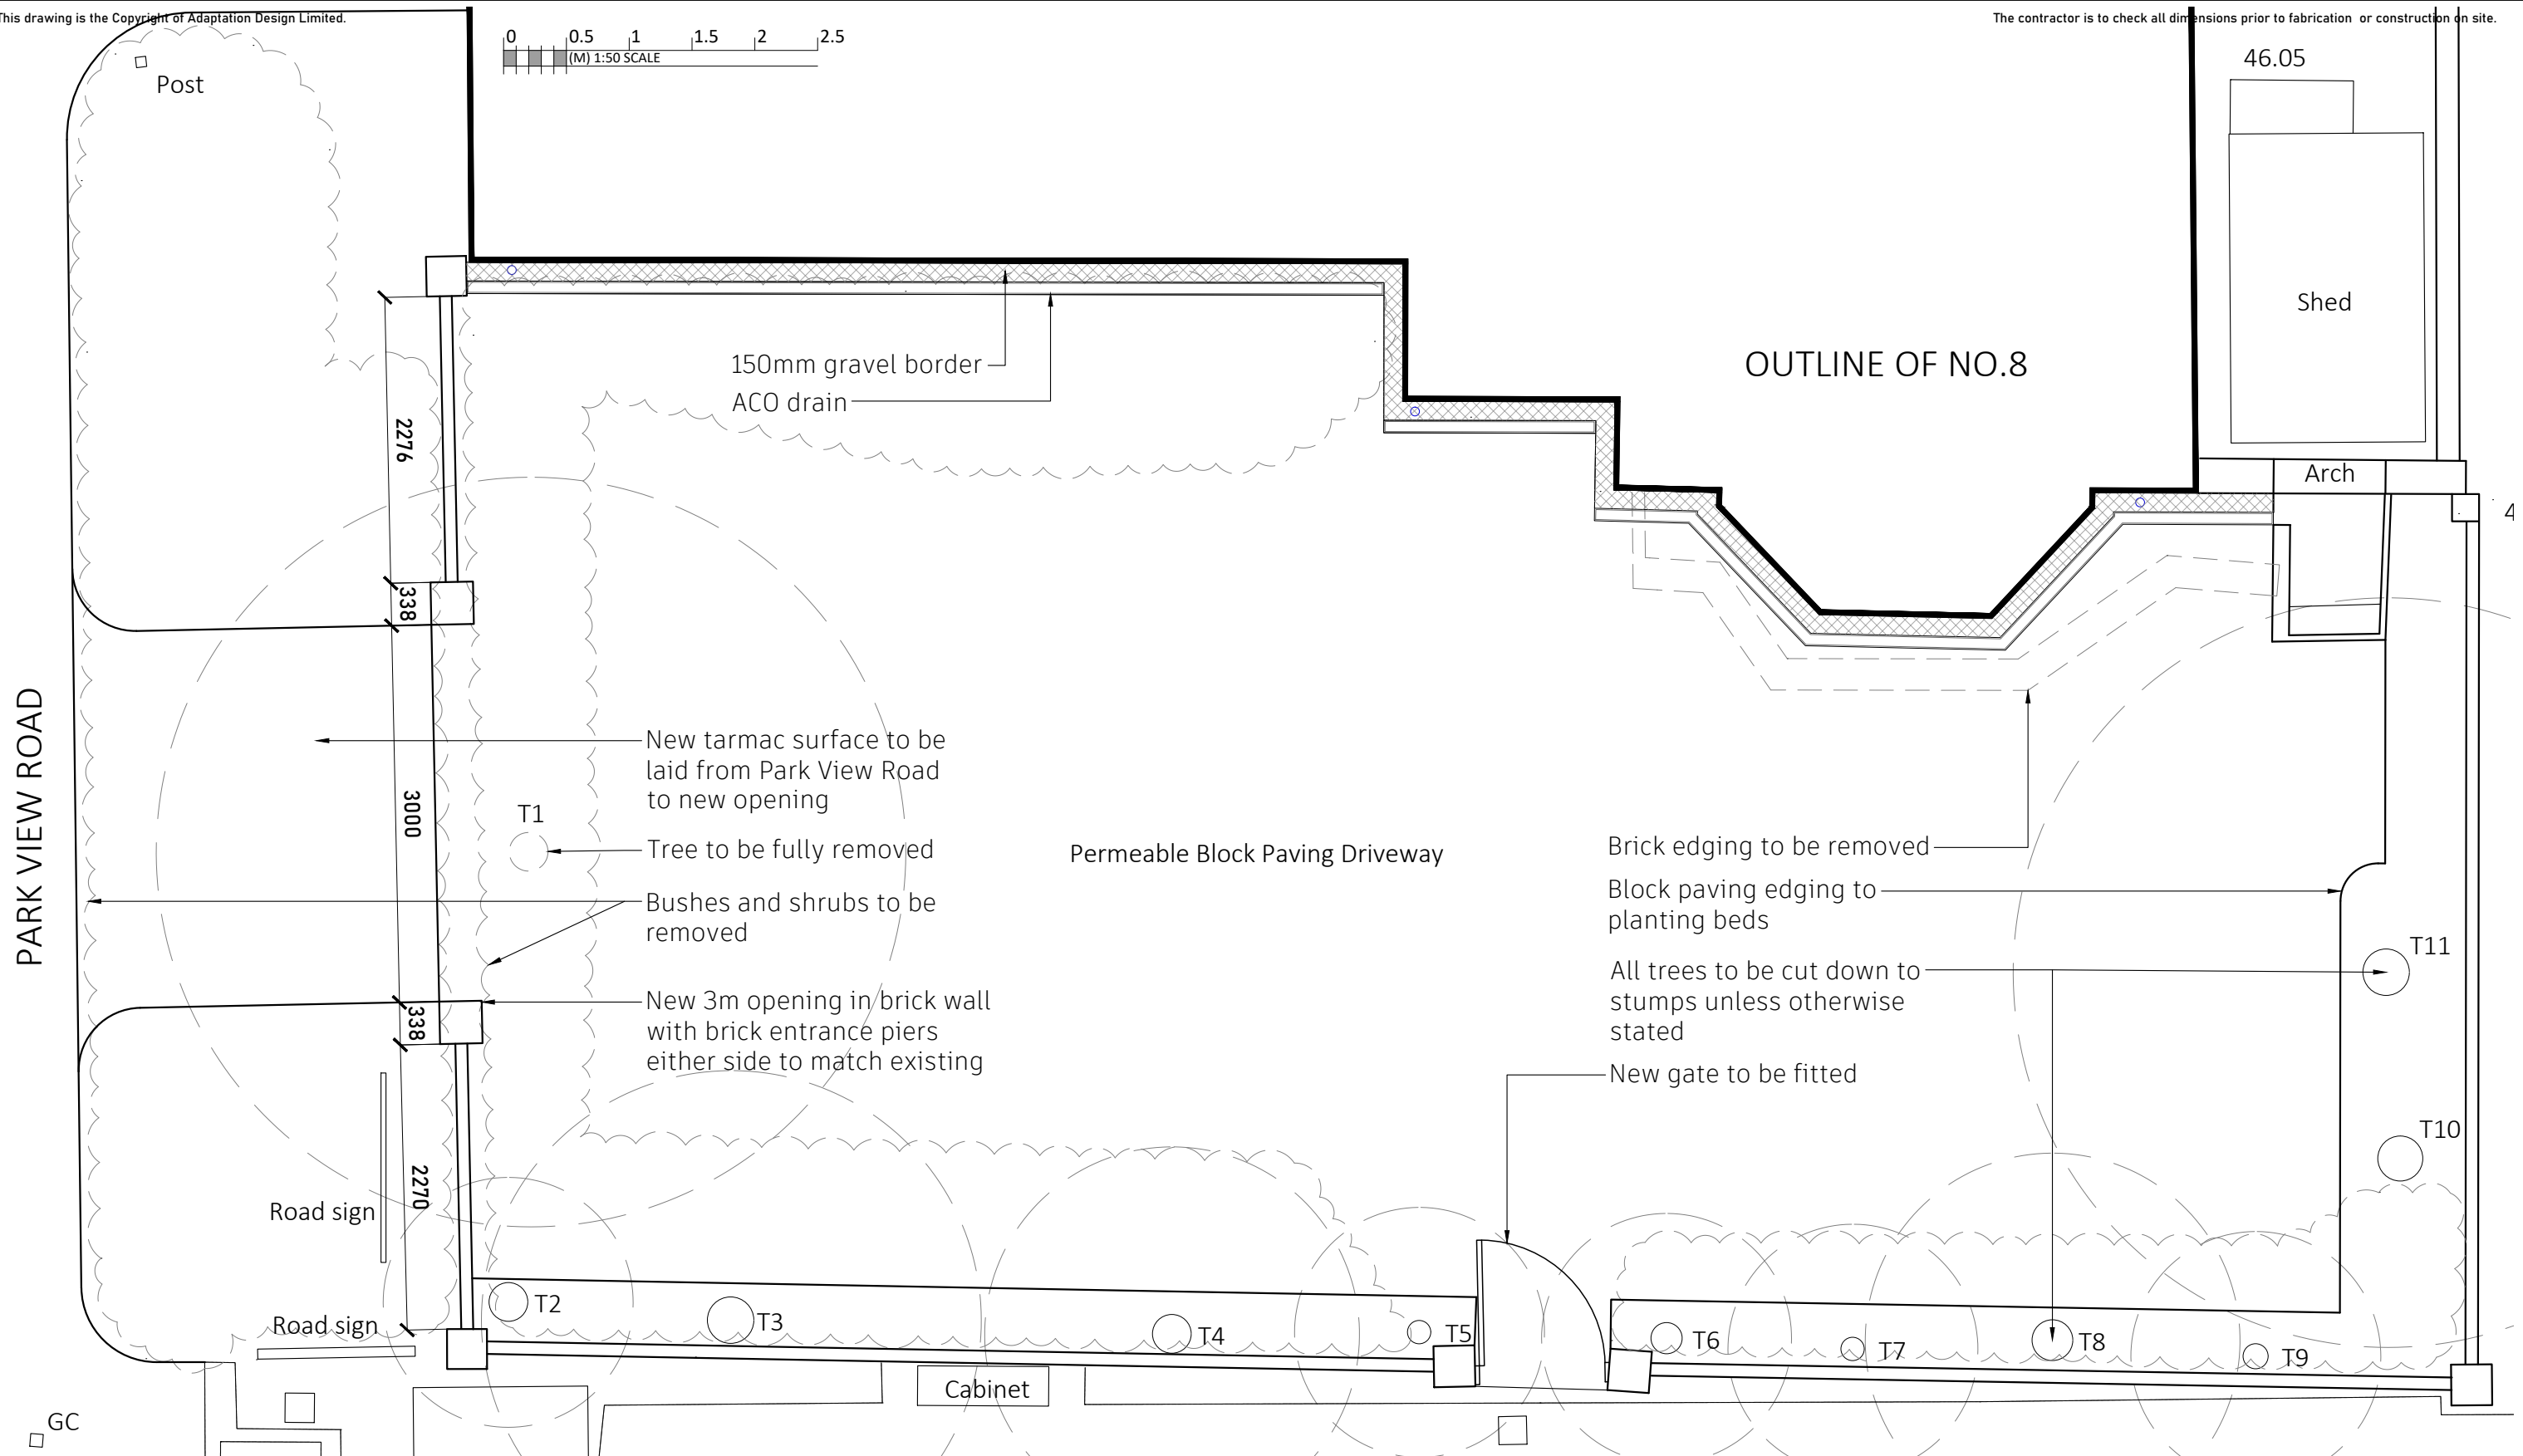 This drawing is the Copyright of Adaptation Design Limited.
The contractor is to check all dimensions prior to fabrication or construction on site.
0 0.5 1 1.5 2 2.5
(M) 1:50 SCALE
46.05
Post
Shed
OUTLINE OF NO.8
150mm gravel border
ACO drain
Arch
4
2276
338
3000
338
2270
PARK VIEW ROAD
New tarmac surface to be
laid from Park View Road
to new opening
T1
Tree to be fully removed
Bushes and shrubs to be
removed
New 3m opening in brick wall
with brick entrance piers
either side to match existing
Permeable Block Paving Driveway
Brick edging to be removed
Block paving edging to
planting beds
All trees to be cut down to
stumps unless otherwise
stated
New gate to be fitted
T11
T10
Road sign
Road sign
T2
T3
T4
T5
T6
T7
T8
T9
Cabinet
GC